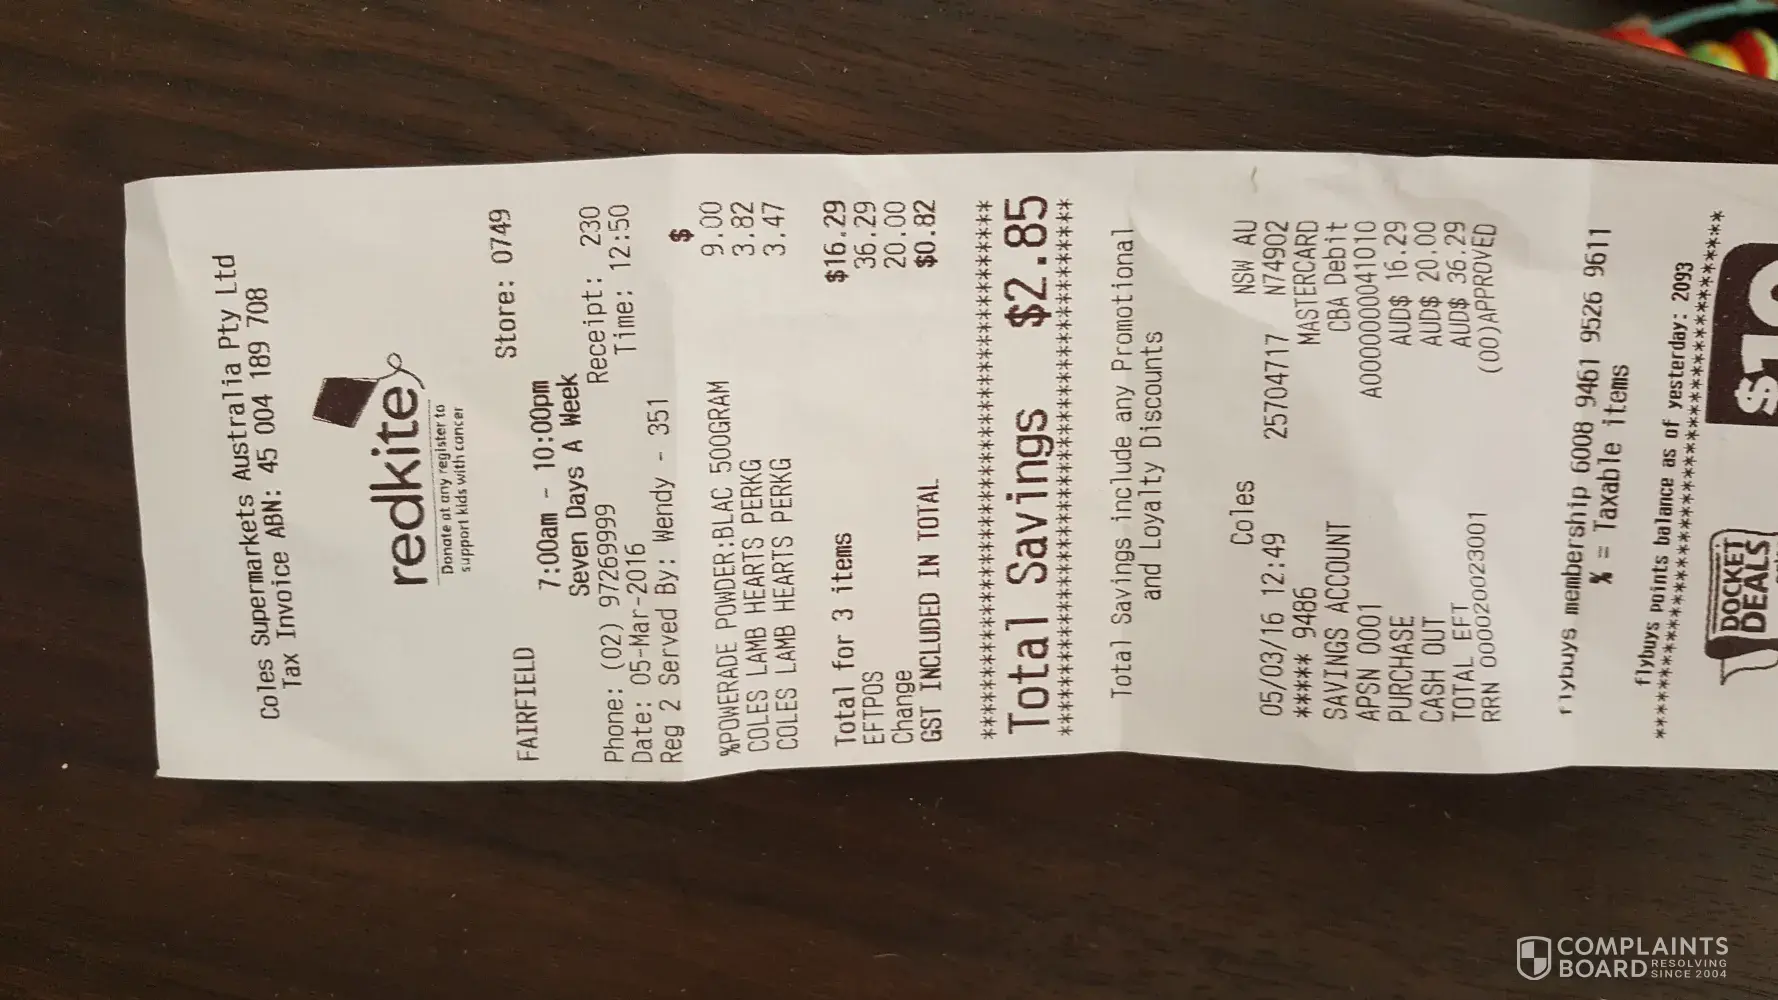 Coles Supermarkets Australia Pty Ltd
Tax Invoice ABN: 45 004 189 708
redkite
Donate at any register to
support kids with cancer
FAIRFIELD Store: 0749
7:00am - 10:00pm
Seven Days A Week
Phone: (02) 97269999 Receipt: 230
Date: 05-Mar-2016 Time: 12:50
Reg 2 Served By: Wendy - 351
$
%POWERADE POWDER:BLAC 500GRAM 9.00
COLES LAMB HEARTS PERKG 3.82
COLES LAMB HEARTS PERKG 3.47
Total for 3 items $16.29
EFTPOS 36.29
Change 20.00
GST INCLUDED IN TOTAL $0.82
Total Savings $2.85
Total Savings include any Promotional
and Loyalty Discounts
Coles NSW AU
05/03/16 12:49 25704717 N74902
**** 9486 MASTERCARD
SAVINGS ACCOUNT CBA Debit
APSN 0001 A0000000041010
PURCHASE AUD$ 16.29
CASH OUT AUD$ 20.00
TOTAL EFT AUD$ 36.29
RRN 000020023001 (00)APPROVED
flybuys membership 6008 9461 9526 9611
% = Taxable items
flybuys points balance as of yesterday: 2093
DOCKET
DEALS
COMPLAINTS
BOARD RESOLVING
SINCE 2004